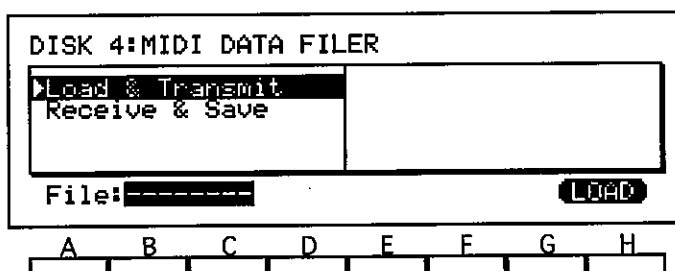 DISK 4:MIDI DATA FILER
Load & Transmit
Receive & Save
File:--------
LOAD
A B C D E F G H